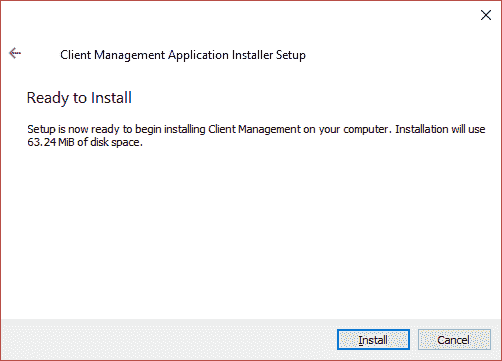 Client Management Application Installer Setup
Ready to Install
Setup is now ready to begin installing Client Management on your computer. Installation will use
63.24 MiB of disk space.
Install
Cancel